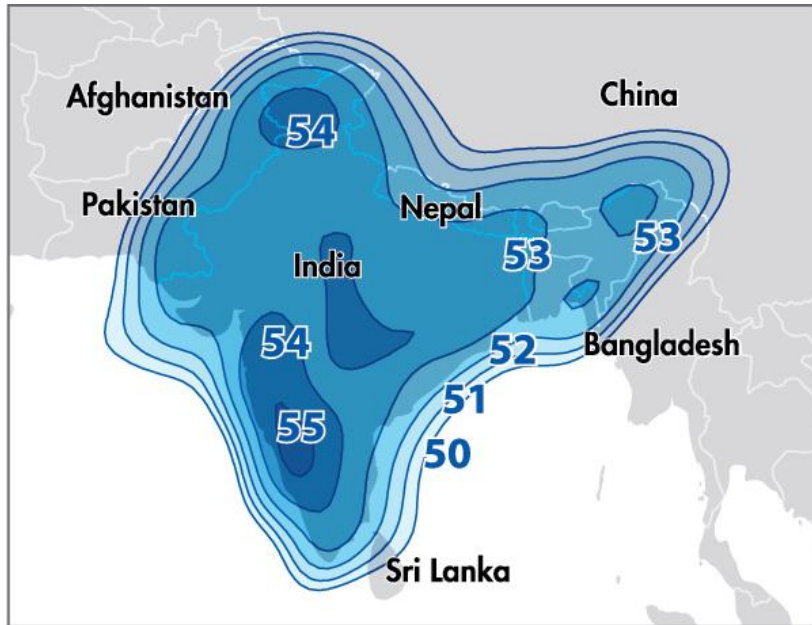 Afghanistan
China
54
Pakistan
Nepal
53
53
India
54
52
Bangladesh
51
55
50
Sri Lanka